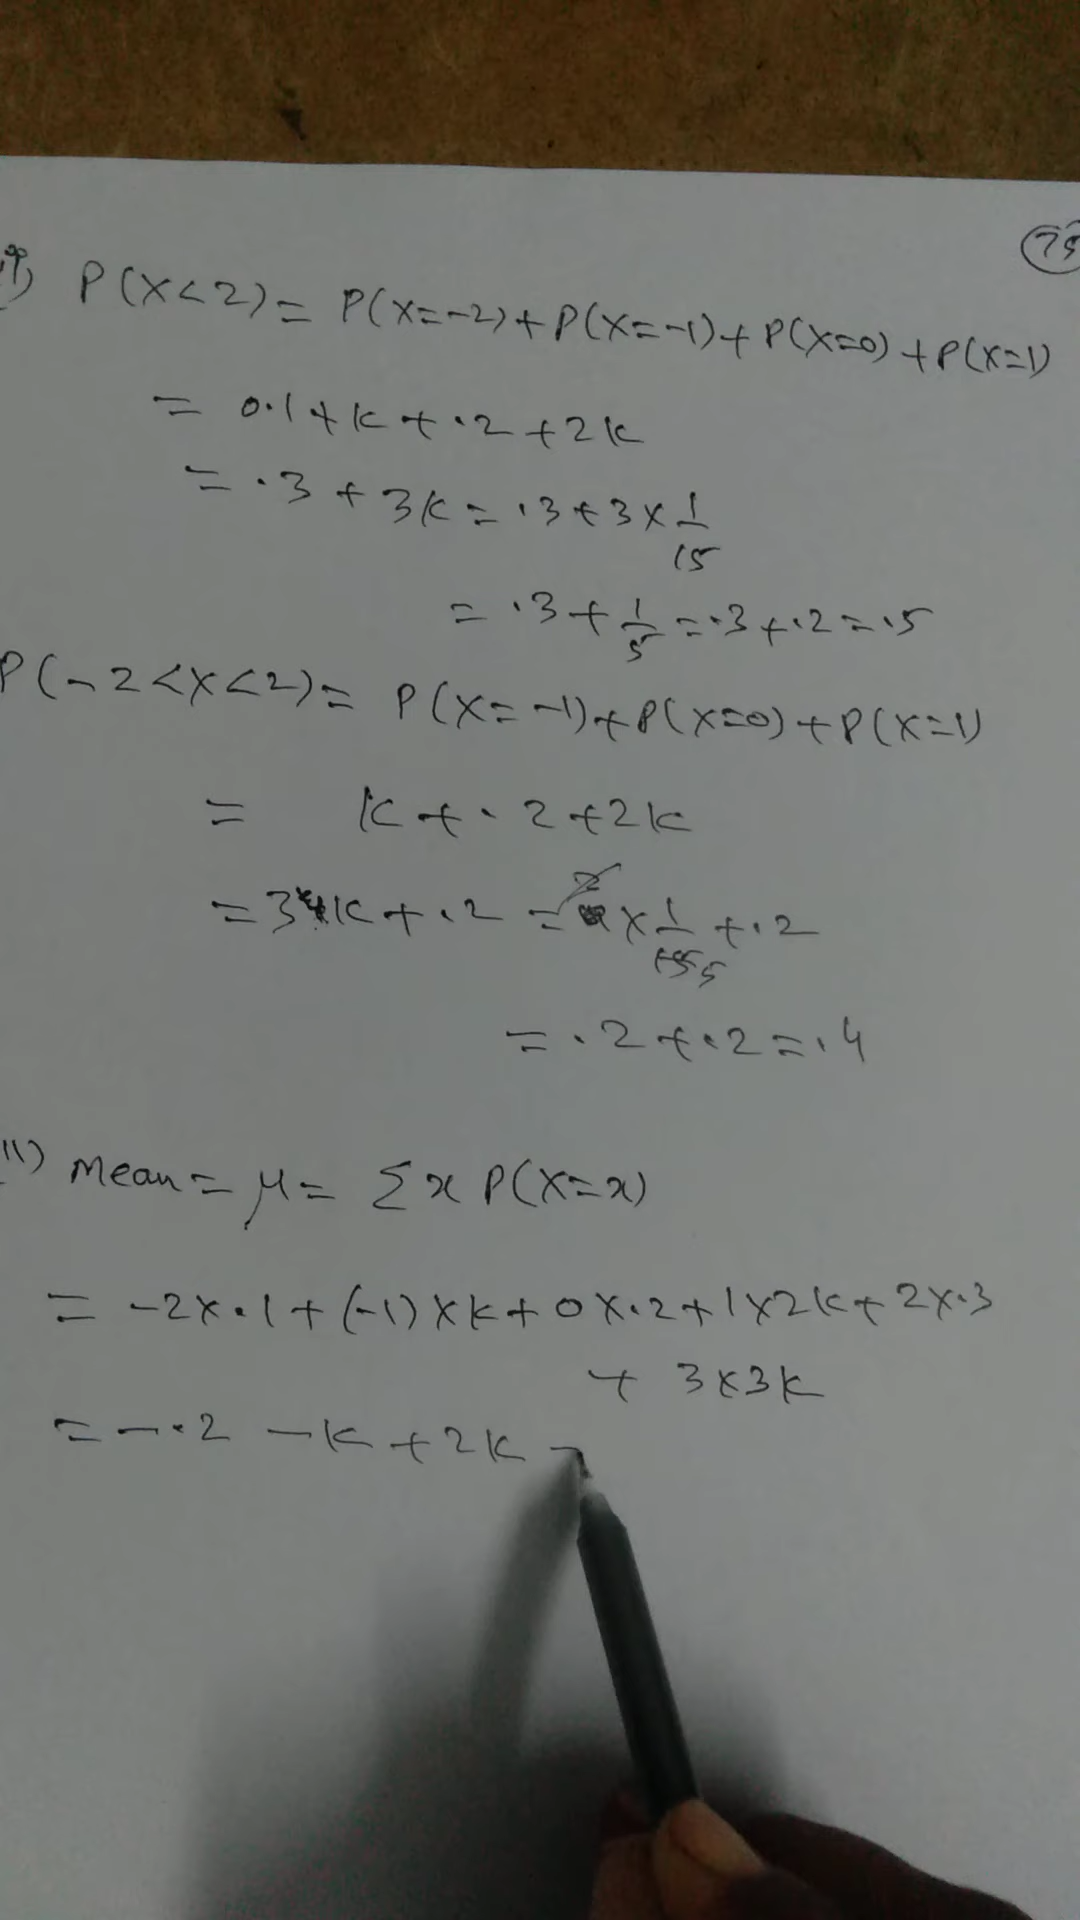 75
ii) P(X<2) = P(X=-2)+P(X=-1)+P(X=0)+P(X=1)
= 0.1+k+.2+2k
= .3+3k = .3+3×1/15
= .3+1/5 = .3+.2 = .5
P(-2<X<2) = P(X=-1)+P(X=0)+P(X=1)
= k+.2+2k
= 3k+.2 = × 1/5 +.2
= .2+.2 = .4
Mean = μ = Σx P(X=x)
= -2×.1+(-1)×k+0×.2+1×2k+2×.3
+ 3×3k
= -.2 -k+2k